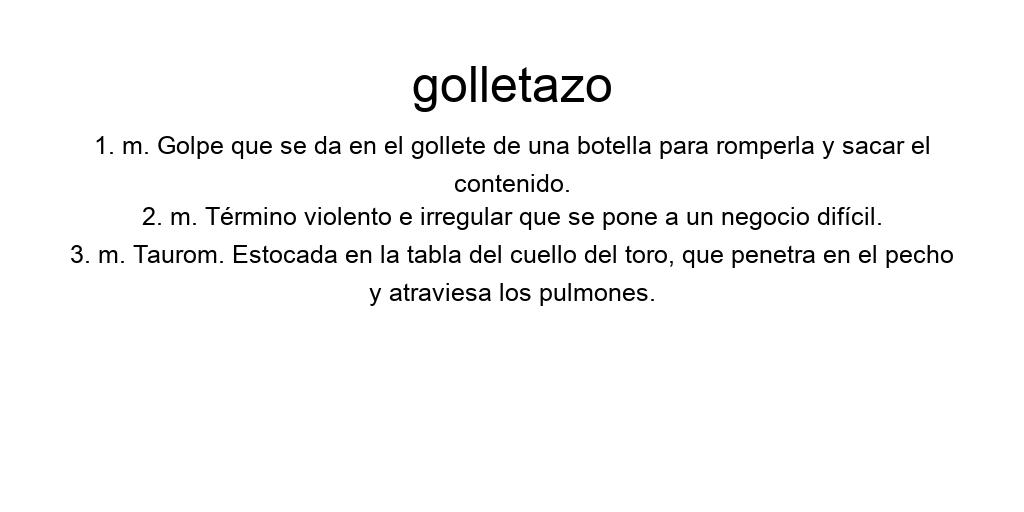 golletazo
1. m. Golpe que se da en el gollete de una botella para romperla y sacar el
contenido.
2. m. Término violento e irregular que se pone a un negocio difícil.
3. m. Taurom. Estocada en la tabla del cuello del toro, que penetra en el pecho
y atraviesa los pulmones.